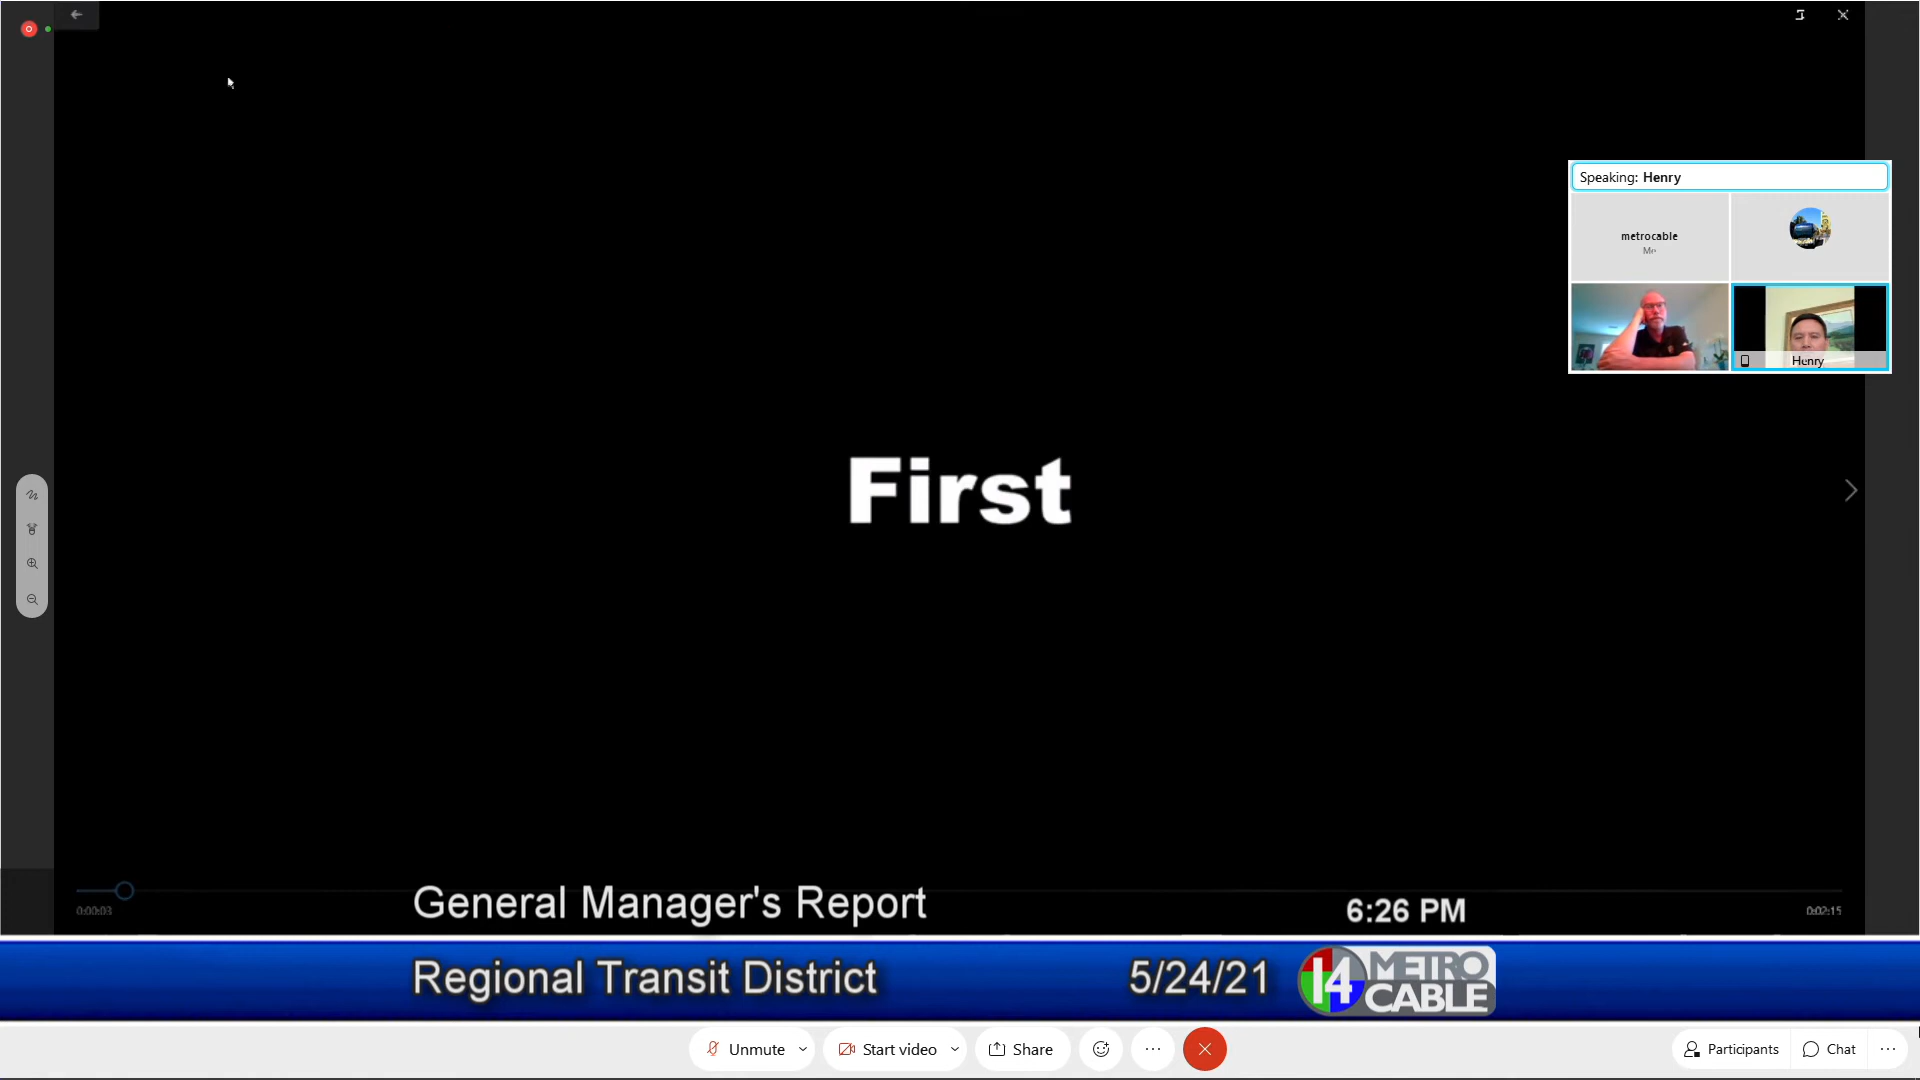 Speaking: Henry
metrocable
Me
Henry
First
0:00:03
0:02:15
General Manager's Report
6:26 PM
Regional Transit District
5/24/21
14 METRO
CABLE
Unmute
Start video
Share
Participants
Chat